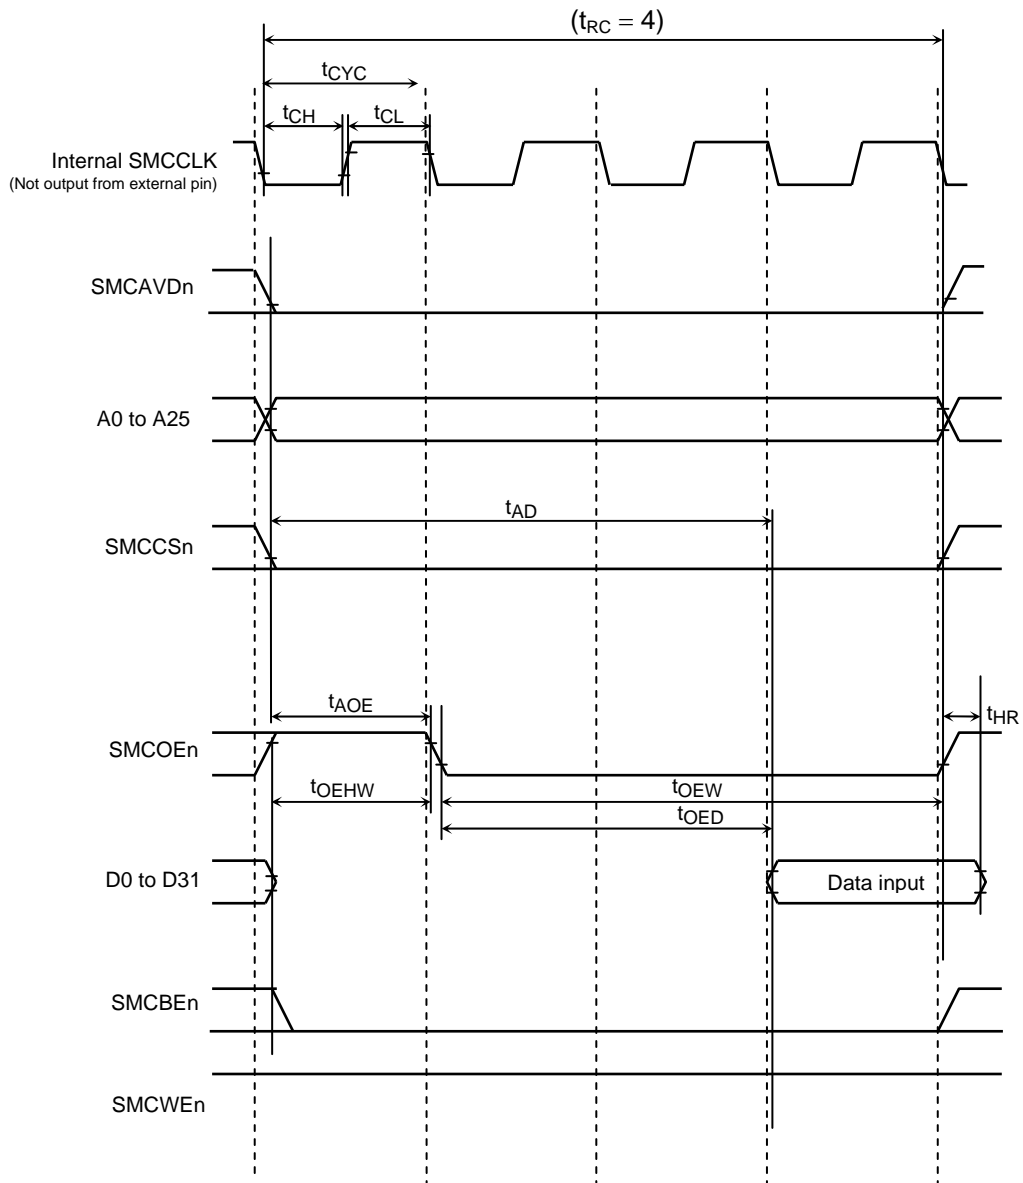 (tRC = 4)
tCYC
tCH tCL
Internal SMCCLK
(Not output from external pin)
SMCAVDn
A0 to A25
tAD
SMCCSn
tAOE
tHR
SMCOEn
tOEHW tOEW
tOED
D0 to D31 Data input
SMCBEn
SMCWEn